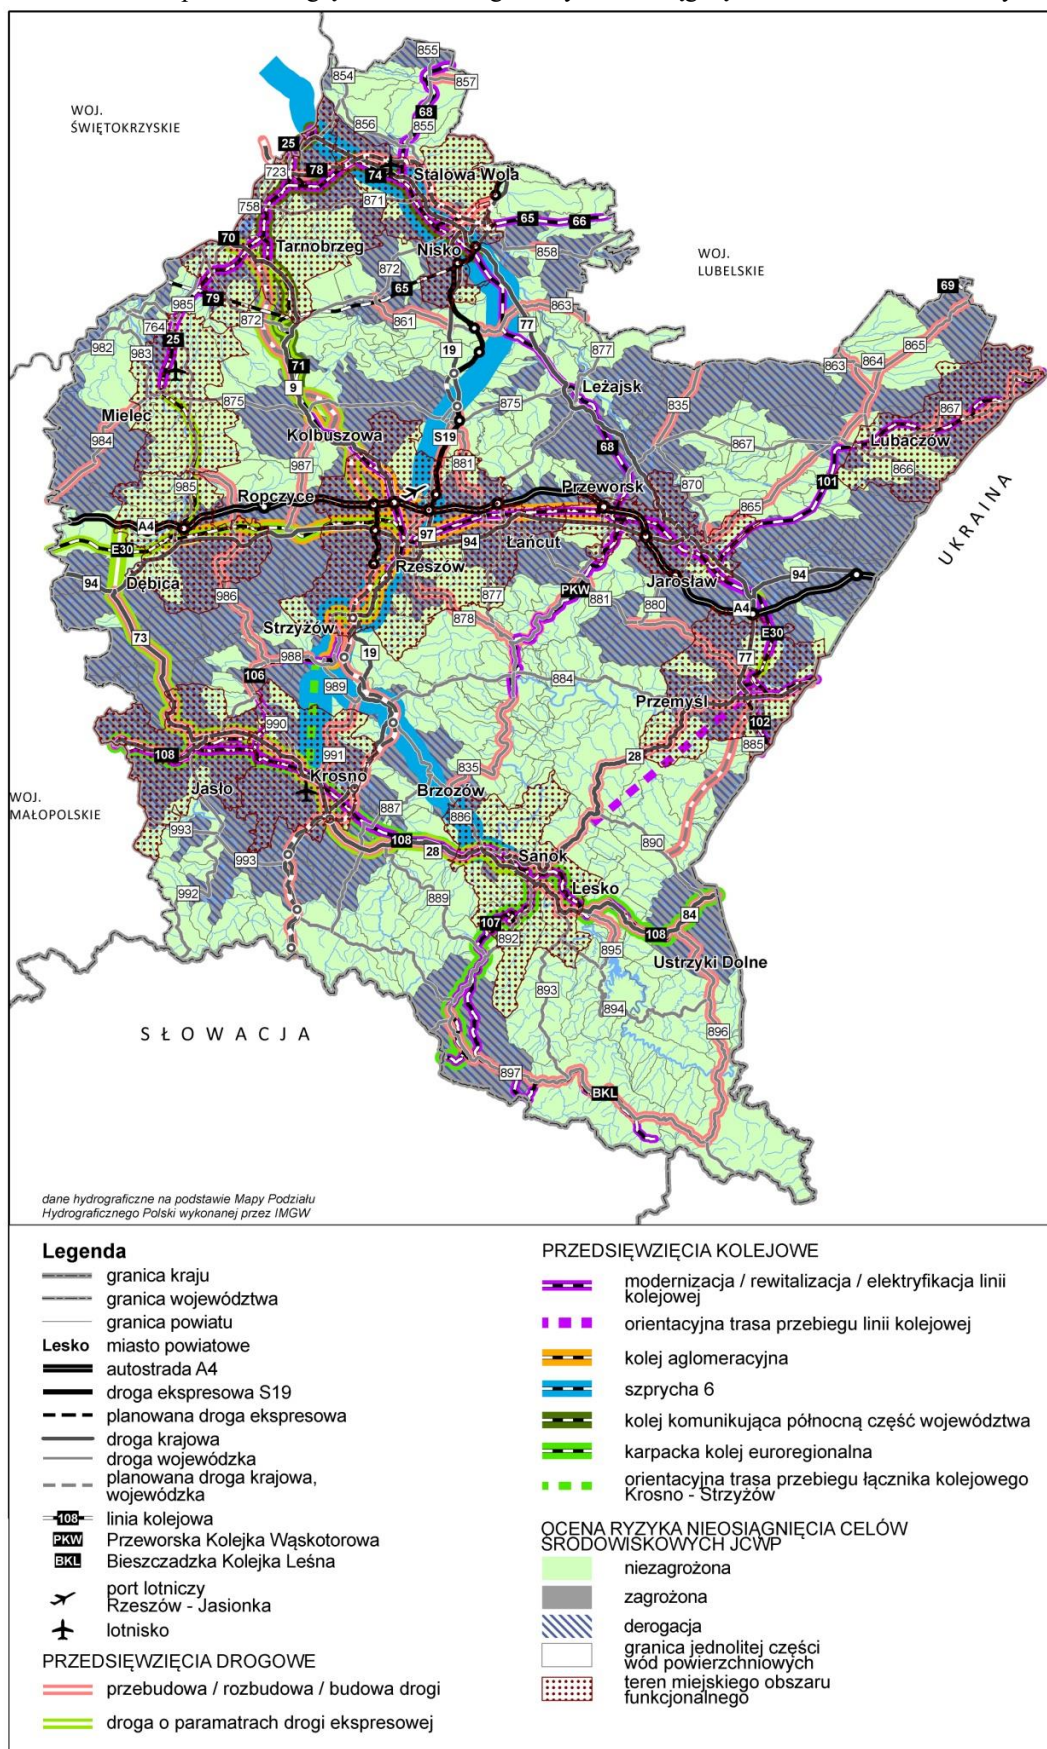 855
854
857
WOJ.
ŚWIĘTOKRZYSKIE
68
856
855
25
723
78
74
Stalowa Wola
758
871
65
66
70
Tarnobrzeg
Nisko
858
WOJ.
LUBELSKIE
872
65
79
985
69
863
861
872
77
764
865
982
983
25
19
877
863
864
71
9
Leżajsk
875
875
835
867
Mielec
Kolbuszowa
S19
867
Lubaczów
984
68
987
881
866
985
Ropczyce
Przeworsk
870
101
865
A4
UKRAINA
97
94
Łańcut
E30
Rzeszów
Dębica
94
Jarosław
94
986
877
PKW
881
880
A4
878
E30
73
Strzyżów
19
77
988
106
989
884
Przemyśl
102
990
885
991
28
108
835
Krosno
Jasło
Brzozów
WOJ.
MAŁOPOLSKIE
887
886
993
108
28
890
993
Sanok
992
889
Lesko
84
107
892
108
895
Ustrzyki Dolne
893
894
SŁOWACJA
896
897
BKL
dane hydrograficzne na podstawie Mapy Podziału
Hydrograficznego Polski wykonanej przez IMGW
Legenda
granica kraju
granica województwa
granica powiatu
Lesko miasto powiatowe
autostrada A4
droga ekspresowa S19
planowana droga ekspresowa
droga krajowa
droga wojewódzka
planowana droga krajowa,
wojewódzka
108 linia kolejowa
PKW Przeworska Kolejka Wąskotorowa
BKL Bieszczadzka Kolejka Leśna
port lotniczy
Rzeszów - Jasionka
lotnisko
PRZEDSIĘWZIĘCIA DROGOWE
przebudowa / rozbudowa / budowa drogi
droga o paramatrach drogi ekspresowej
PRZEDSIĘWZIĘCIA KOLEJOWE
modernizacja / rewitalizacja / elektryfikacja linii
kolejowej
orientacyjna trasa przebiegu linii kolejowej
kolej aglomeracyjna
szprycha 6
kolej komunikująca północną część województwa
karpacka kolej euroregionalna
orientacyjna trasa przebiegu łącznika kolejowego
Krosno - Strzyżów
OCENA RYZYKA NIEOSIĄGNIĘCIA CELÓW
ŚRODOWISKOWYCH JCWP
niezagrożona
zagrożona
derogacja
granica jednolitej części
wód powierzchniowych
teren miejskiego obszaru
funkcjonalnego